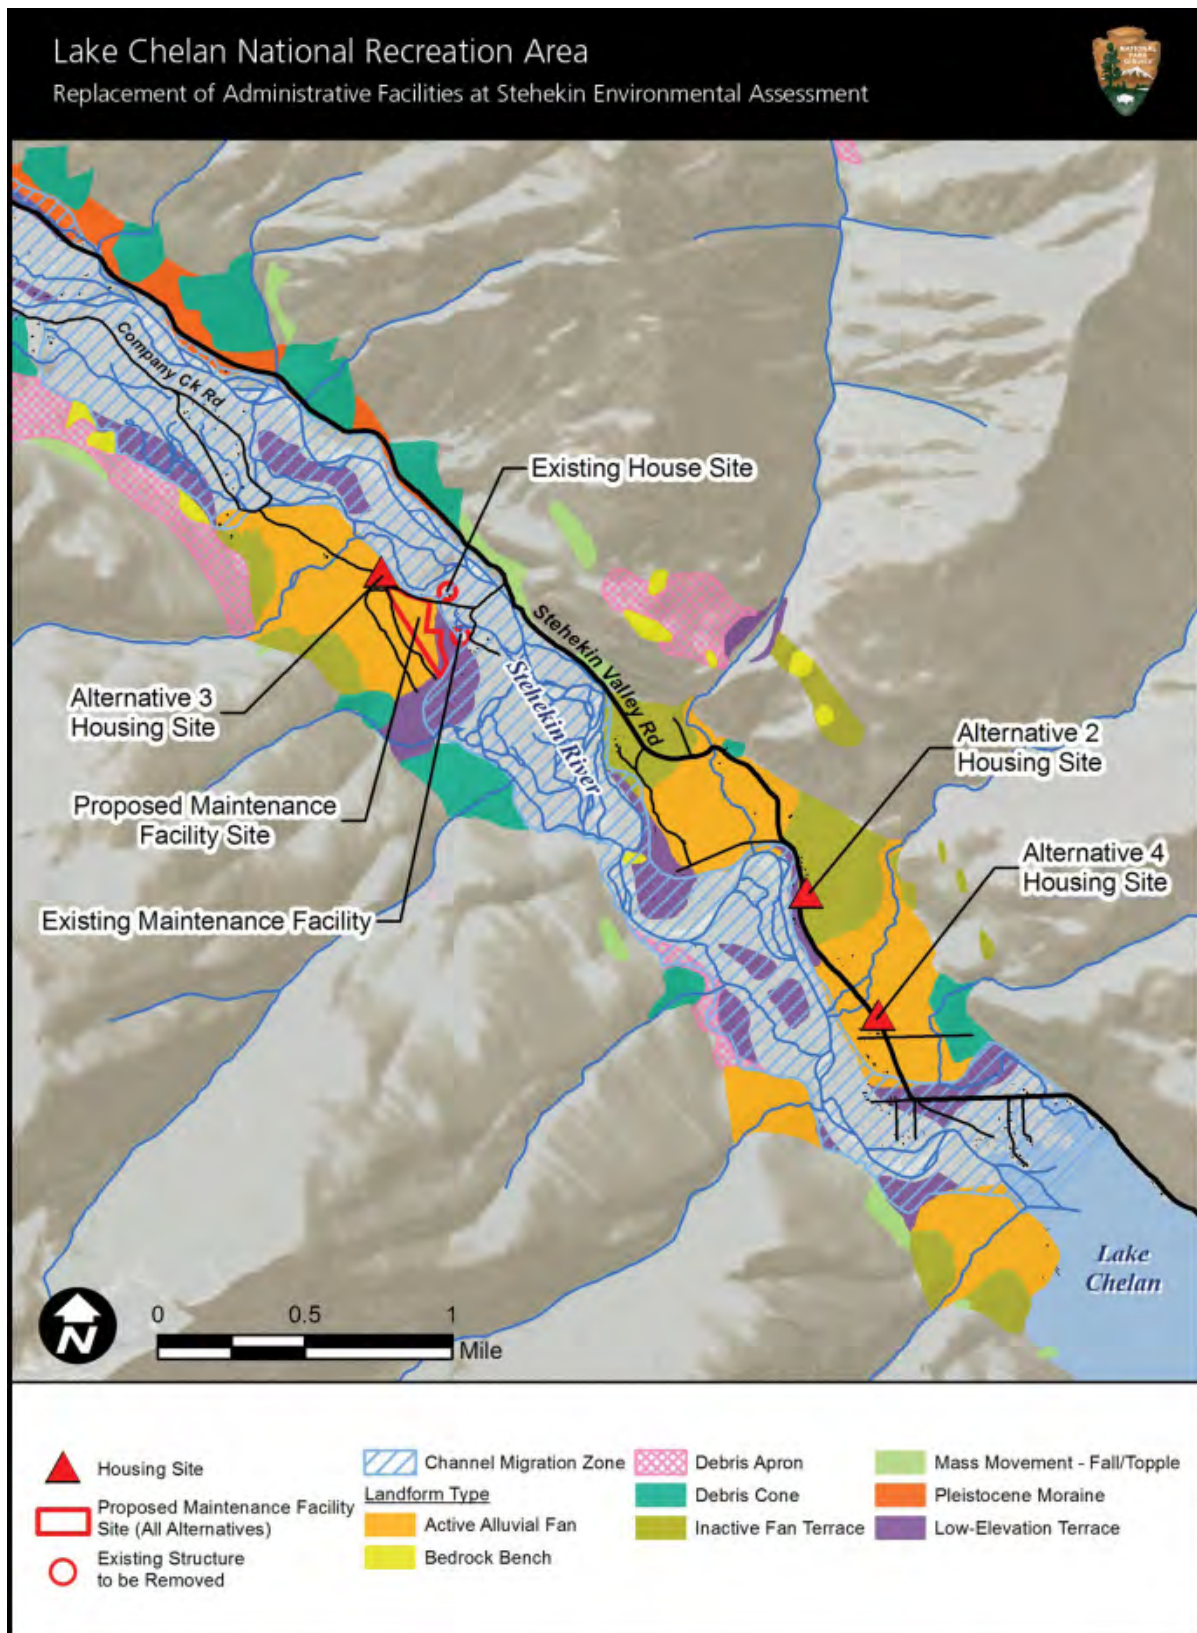 Lake Chelan National Recreation Area
Replacement of Administrative Facilities at Stehekin Environmental Assessment
NATIONAL
PARK
SERVICE
Company Ck Rd
Existing House Site
Stehekin Valley Rd
Stehekin River
Alternative 3
Housing Site
Alternative 2
Housing Site
Proposed Maintenance
Facility Site
Alternative 4
Housing Site
Existing Maintenance Facility
Lake
Chelan
N
0 0.5 1
Mile
Housing Site
Proposed Maintenance Facility
Site (All Alternatives)
Existing Structure
to be Removed
Channel Migration Zone
Landform Type
Active Alluvial Fan
Bedrock Bench
Debris Apron
Debris Cone
Inactive Fan Terrace
Mass Movement - Fall/Topple
Pleistocene Moraine
Low-Elevation Terrace